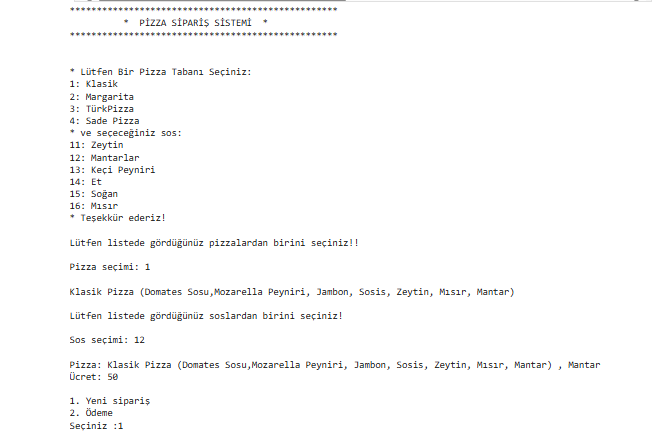 **************************************************
* PİZZA SİPARİŞ SİSTEMİ *
**************************************************
* Lütfen Bir Pizza Tabanı Seçiniz:
1: Klasik
2: Margarita
3: TürkPizza
4: Sade Pizza
* ve seçeceğiniz sos:
11: Zeytin
12: Mantarlar
13: Keçi Peyniri
14: Et
15: Soğan
16: Mısır
* Teşekkür ederiz!
Lütfen listede gördüğünüz pizzalardan birini seçiniz!!
Pizza seçimi: 1
Klasik Pizza (Domates Sosu,Mozarella Peyniri, Jambon, Sosis, Zeytin, Mısır, Mantar)
Lütfen listede gördüğünüz soslardan birini seçiniz!
Sos seçimi: 12
Pizza: Klasik Pizza (Domates Sosu,Mozarella Peyniri, Jambon, Sosis, Zeytin, Mısır, Mantar) , Mantar
Ücret: 50
1. Yeni sipariş
2. Ödeme
Seçiniz :1